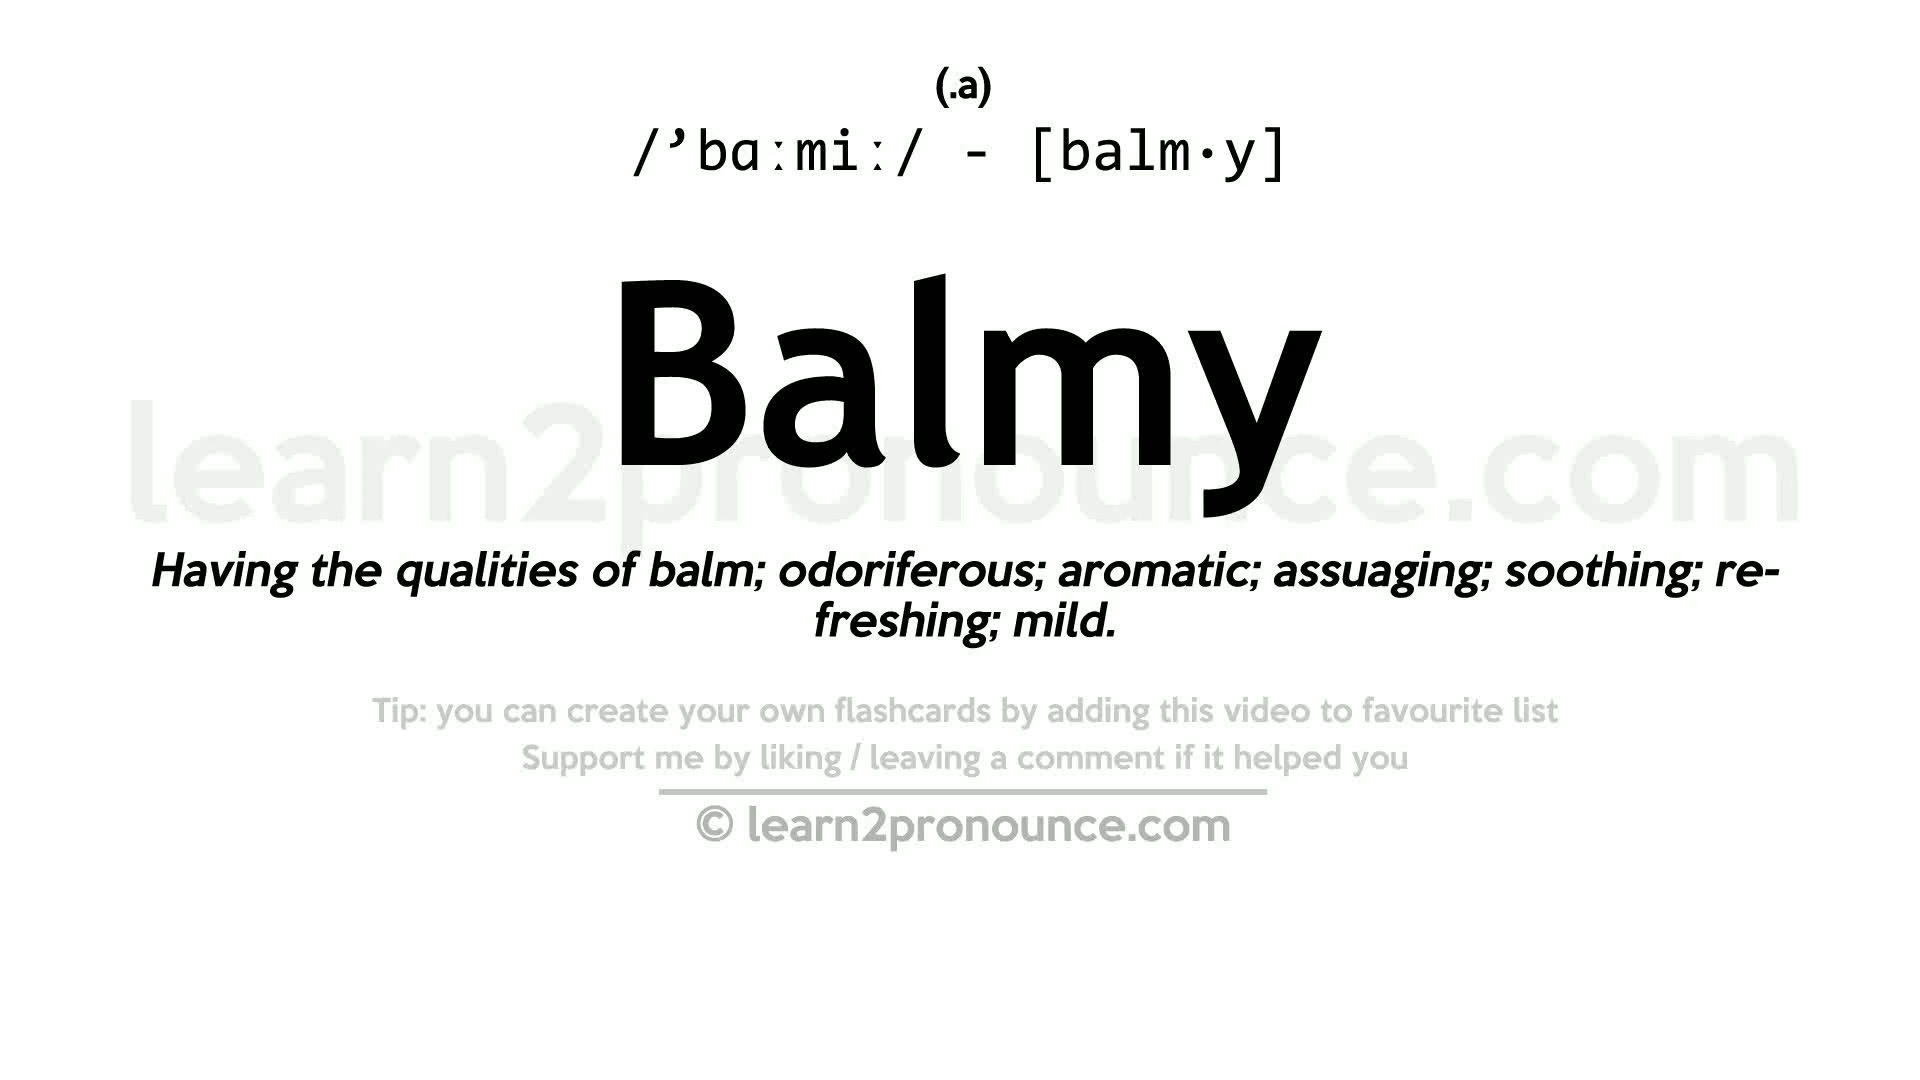 (.a)
/’bɑːmiː/ - [balm·y]
Balmy
learn2pronounce.com
Having the qualities of balm; odoriferous; aromatic; assuaging; soothing; re-
freshing; mild.
Tip: you can create your own flashcards by adding this video to favourite list
Support me by liking / leaving a comment if it helped you
© learn2pronounce.com